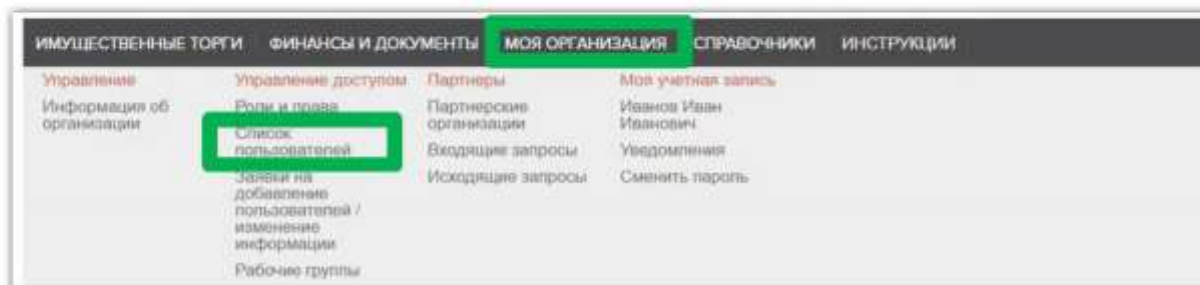 ИМУЩЕСТВЕННЫЕ ТОРГИ ФИНАНСЫ И ДОКУМЕНТЫ МОЯ ОРГАНИЗАЦИЯ СПРАВОЧНИКИ ИНСТРУКЦИИ
Управление
Информация об
организации
Управление доступом
Роли и права
Список
пользователей
Заявки на
добавление
пользователей /
изменение
информации
Рабочие группы
Партнеры
Партнерские
организации
Входящие запросы
Исходящие запросы
Моя учетная запись
Иванов Иван
Иванович
Уведомления
Сменить пароль